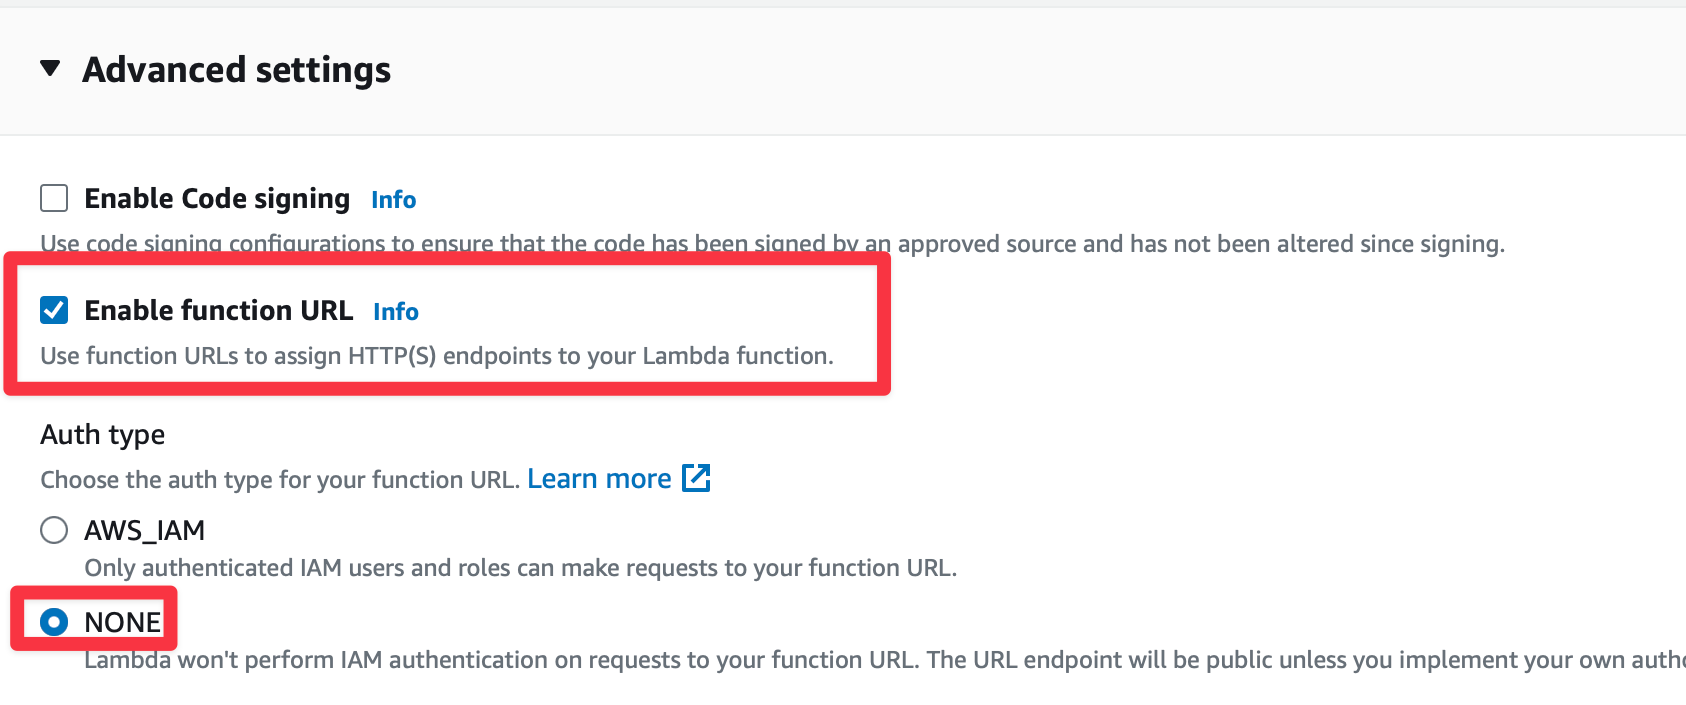 Advanced settings
Enable Code signing Info
Use code signing configurations to ensure that the code has been signed by an approved source and has not been altered since signing.
Enable function URL Info
Use function URLs to assign HTTP(S) endpoints to your Lambda function.
Auth type
Choose the auth type for your function URL. Learn more
AWS_IAM
Only authenticated IAM users and roles can make requests to your function URL.
NONE
Lambda won't perform IAM authentication on requests to your function URL. The URL endpoint will be public unless you implement your own